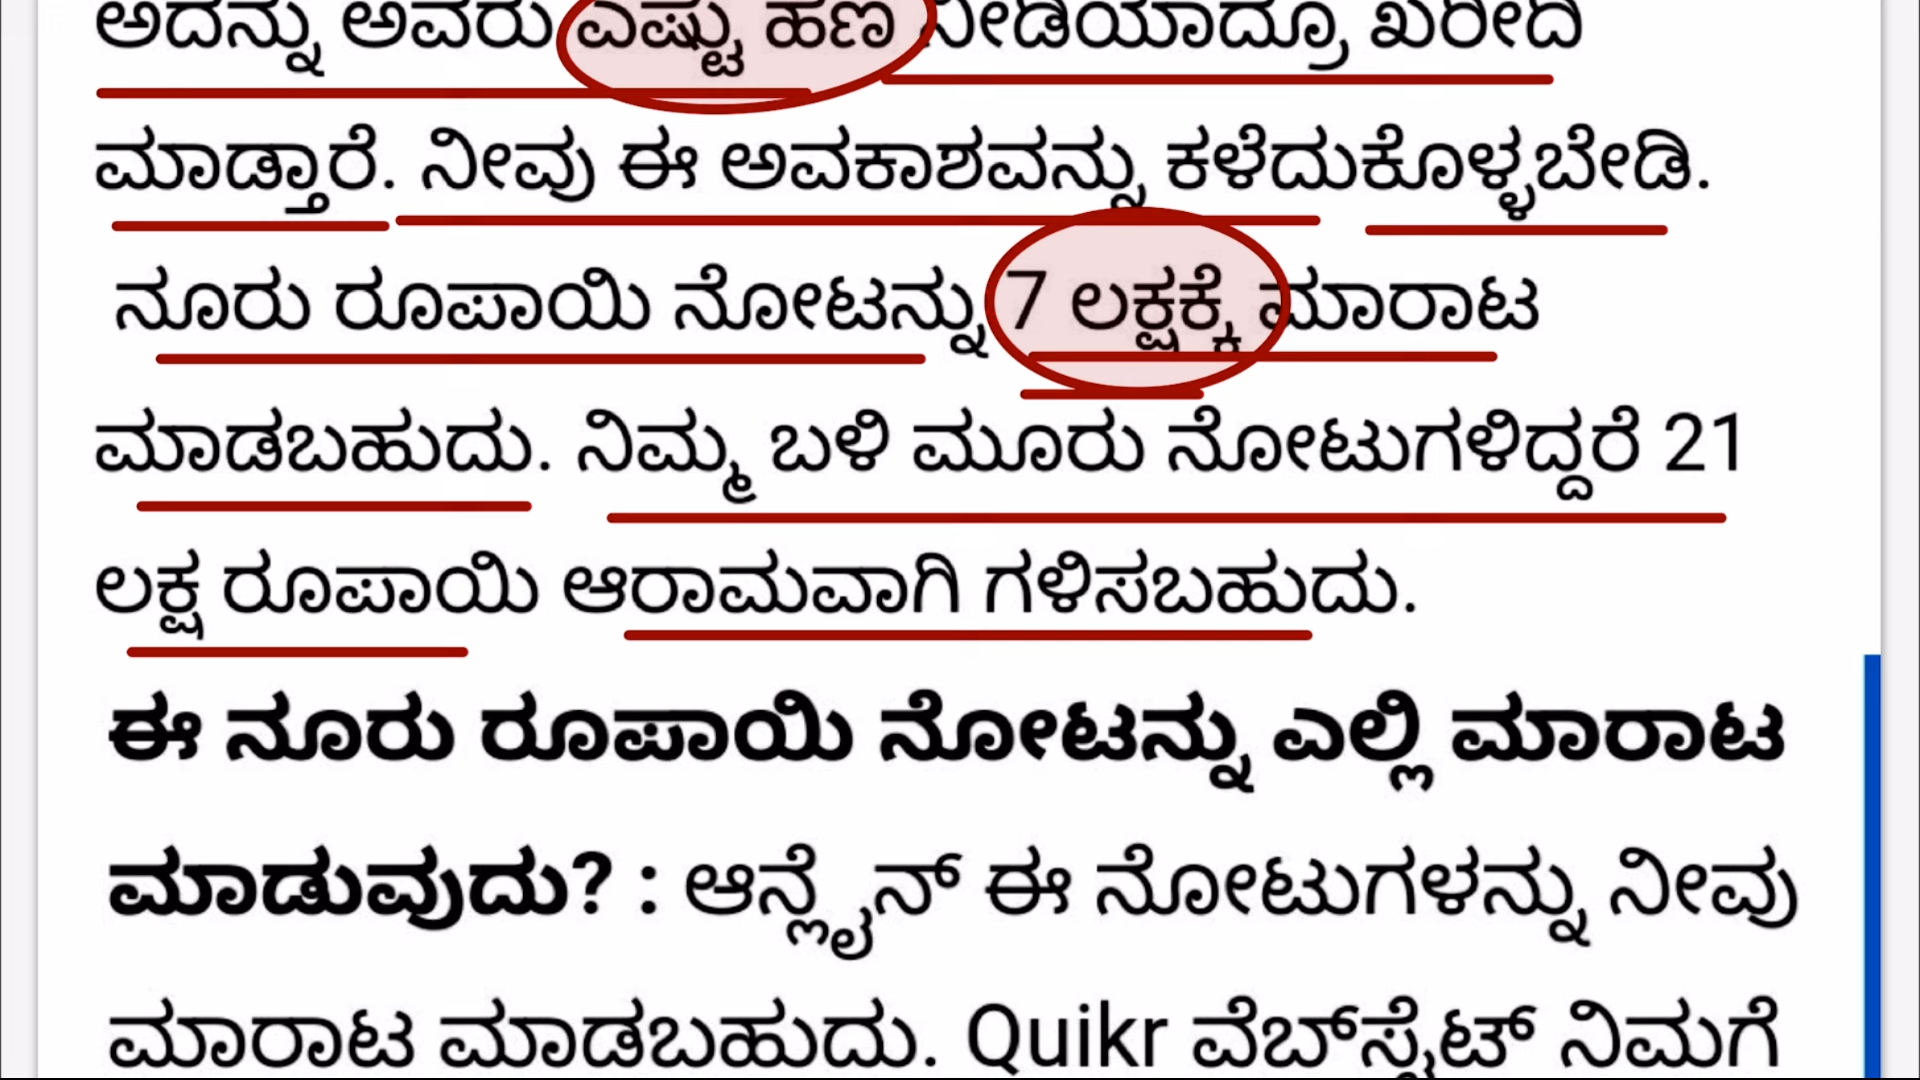 ಅದನ್ನು ಅವರು ಎಷ್ಟು ಹಣ ನೀಡಿಯಾದ್ರೂ ಖರೀದಿ
ಮಾಡ್ತಾರೆ. ನೀವು ಈ ಅವಕಾಶವನ್ನು ಕಳೆದುಕೊಳ್ಳಬೇಡಿ.
ನೂರು ರೂಪಾಯಿ ನೋಟನ್ನು 7 ಲಕ್ಷಕ್ಕೆ ಮಾರಾಟ
ಮಾಡಬಹುದು. ನಿಮ್ಮ ಬಳಿ ಮೂರು ನೋಟುಗಳಿದ್ದರೆ 21
ಲಕ್ಷ ರೂಪಾಯಿ ಆರಾಮವಾಗಿ ಗಳಿಸಬಹುದು.
ಈ ನೂರು ರೂಪಾಯಿ ನೋಟನ್ನು ಎಲ್ಲಿ ಮಾರಾಟ
ಮಾಡುವುದು? : ಆನ್ಲೈನ್ ಈ ನೋಟುಗಳನ್ನು ನೀವು
ಮಾರಾಟ ಮಾಡಬಹುದು. Quikr ವೆಬ್‌ಸೈಟ್ ನಿಮಗೆ